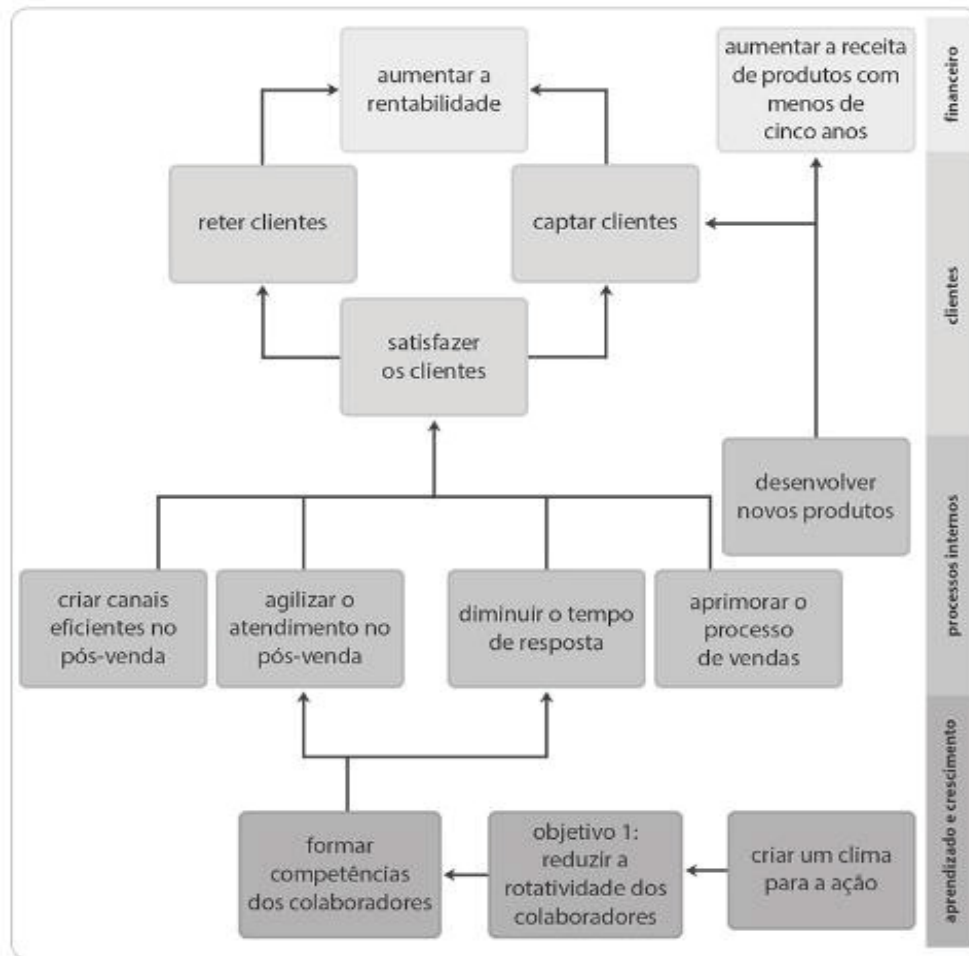 aumentar a
rentabilidade
aumentar a receita
de produtos com
menos de
cinco anos
financeiro
reter clientes
captar clientes
clientes
satisfazer
os clientes
desenvolver
novos produtos
processos internos
criar canais
eficientes no
pós-venda
agilizar o
atendimento no
pós-venda
diminuir o tempo
de resposta
aprimorar o
processo
de vendas
formar
competências
dos colaboradores
objetivo 1:
reduzir a
rotatividade dos
colaboradores
criar um clima
para a ação
aprendizado e crescimento